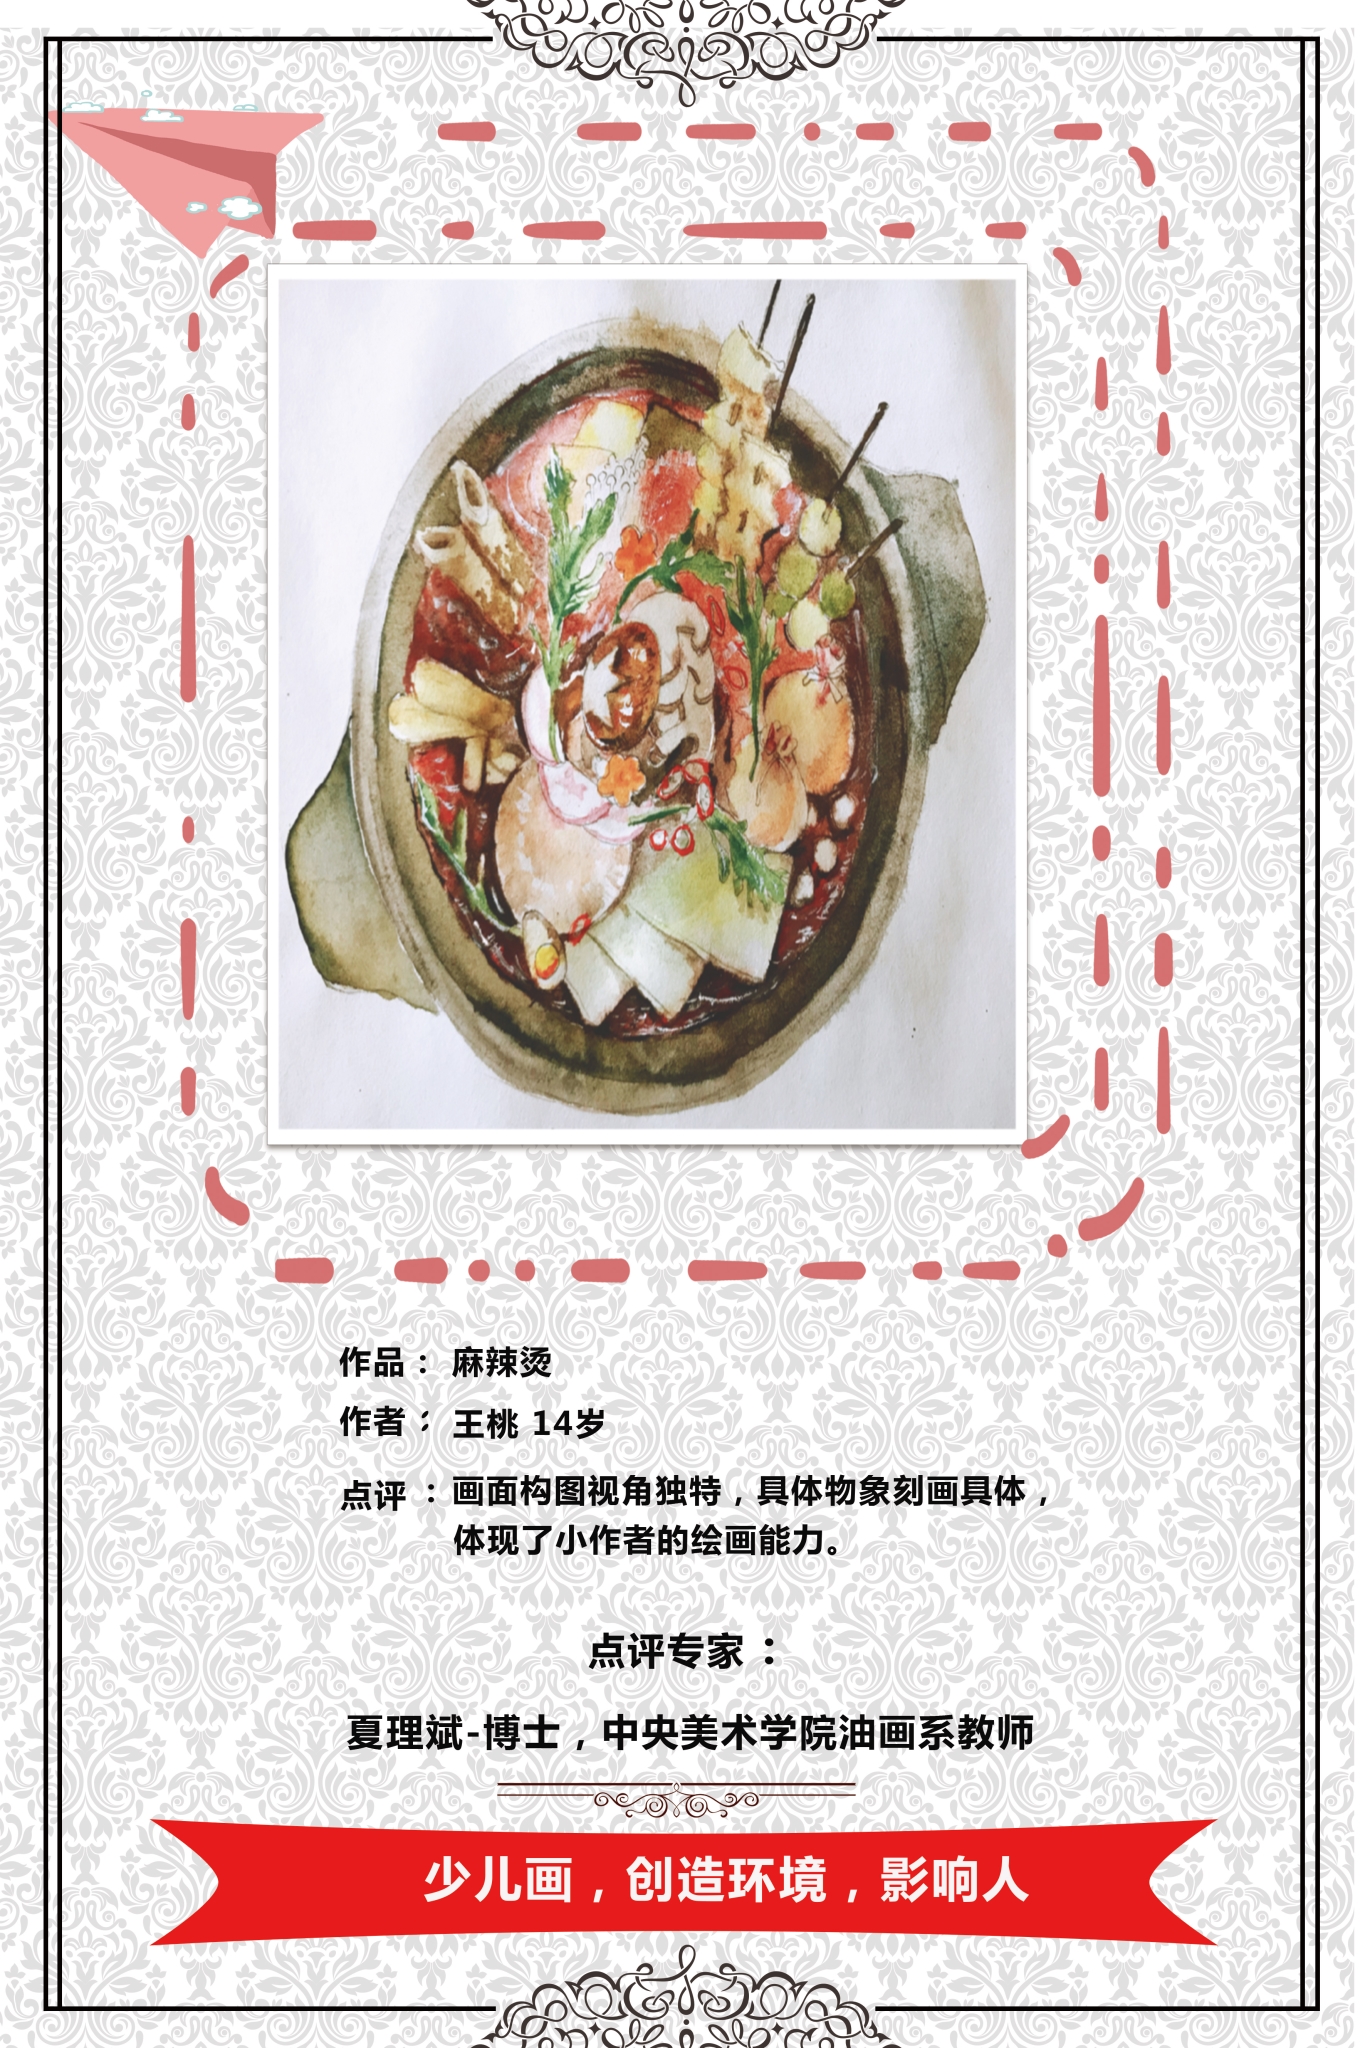 作品： 麻辣烫
作者； 王桃 14岁
点评 ：画面构图视角独特，具体物象刻画具体，
体现了小作者的绘画能力。
点评专家 ：
夏理斌-博士，中央美术学院油画系教师
少儿画，创造环境，影响人